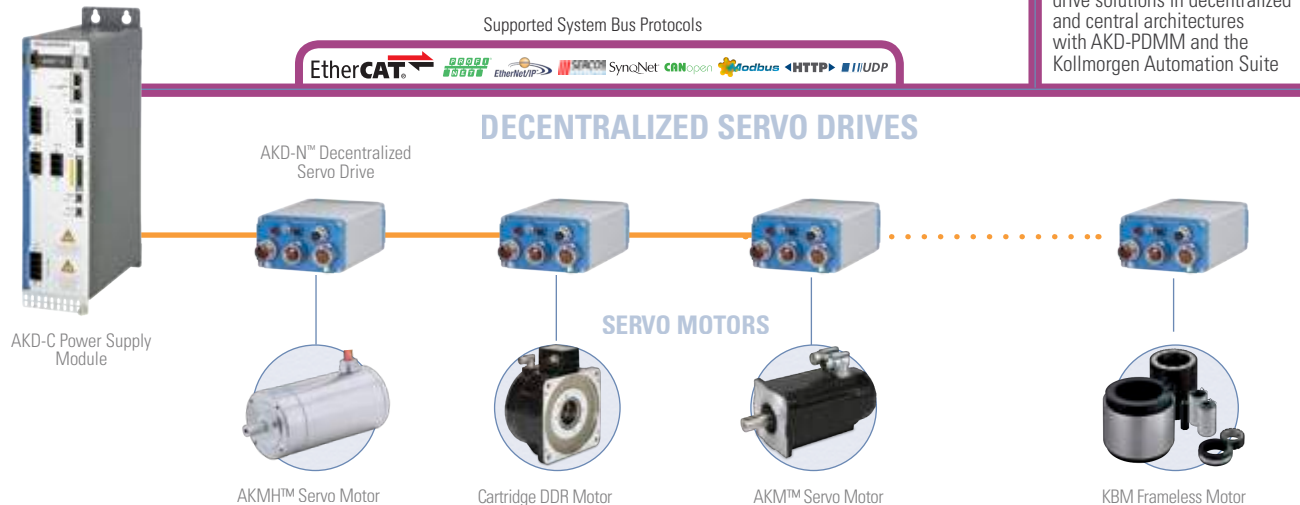 drive solutions in decentralized
and central architectures
with AKD-PDMM and the
Kollmorgen Automation Suite
Supported System Bus Protocols
EtherCAT® PROFI NET EtherNet/IP SERCOS SynqNet CANopen Modbus HTTP UDP
DECENTRALIZED SERVO DRIVES
AKD-N™ Decentralized
Servo Drive
AKD-C Power Supply
Module
SERVO MOTORS
AKMH™ Servo Motor
Cartridge DDR Motor
AKM™ Servo Motor
KBM Frameless Motor